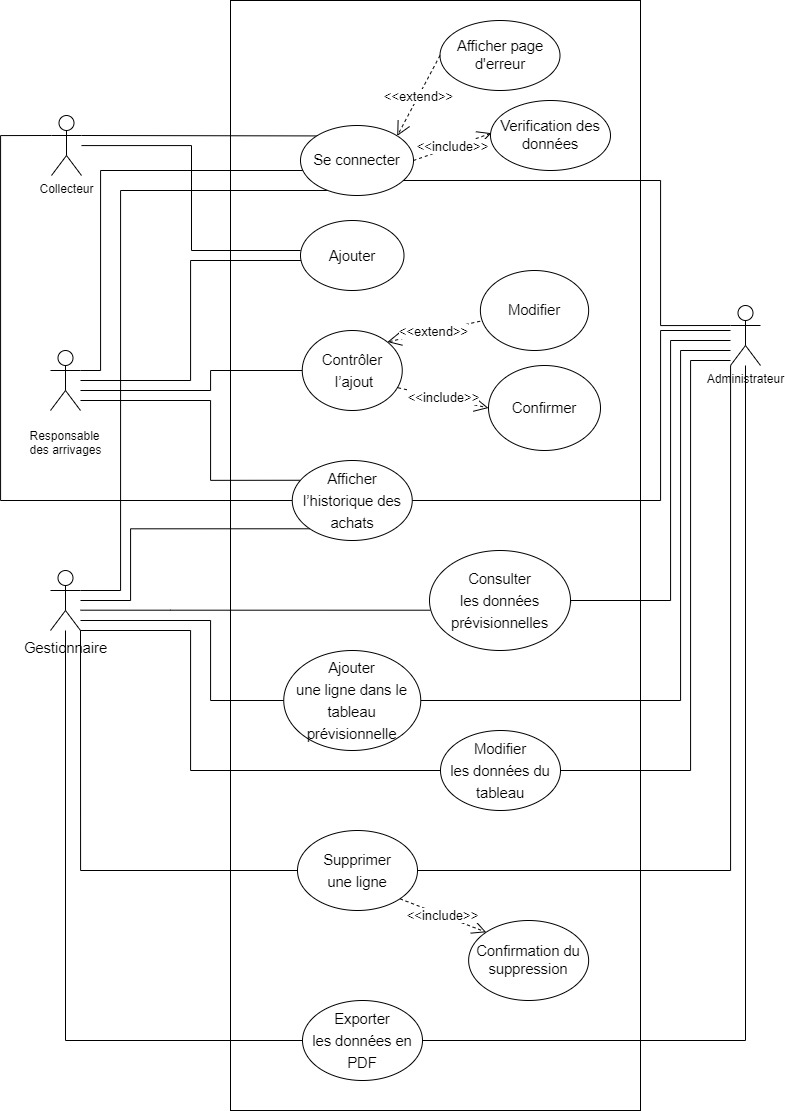 Afficher page
d'erreur
<<extend>>
Verification des
données
<<include>>
Se connecter
Collecteur
Ajouter
Modifier
<<extend>>
Contrôler
l'ajout
<<include>>
Confirmer
Administrateur
Responsable
des arrivages
Afficher
l'historique des
achats
Consulter
les données
prévisionnelles
Gestionnaire
Ajouter
une ligne dans le
tableau
prévisionnelle
Modifier
les données du
tableau
Supprimer
une ligne
<<include>>
Confirmation du
suppression
Exporter
les données en
PDF